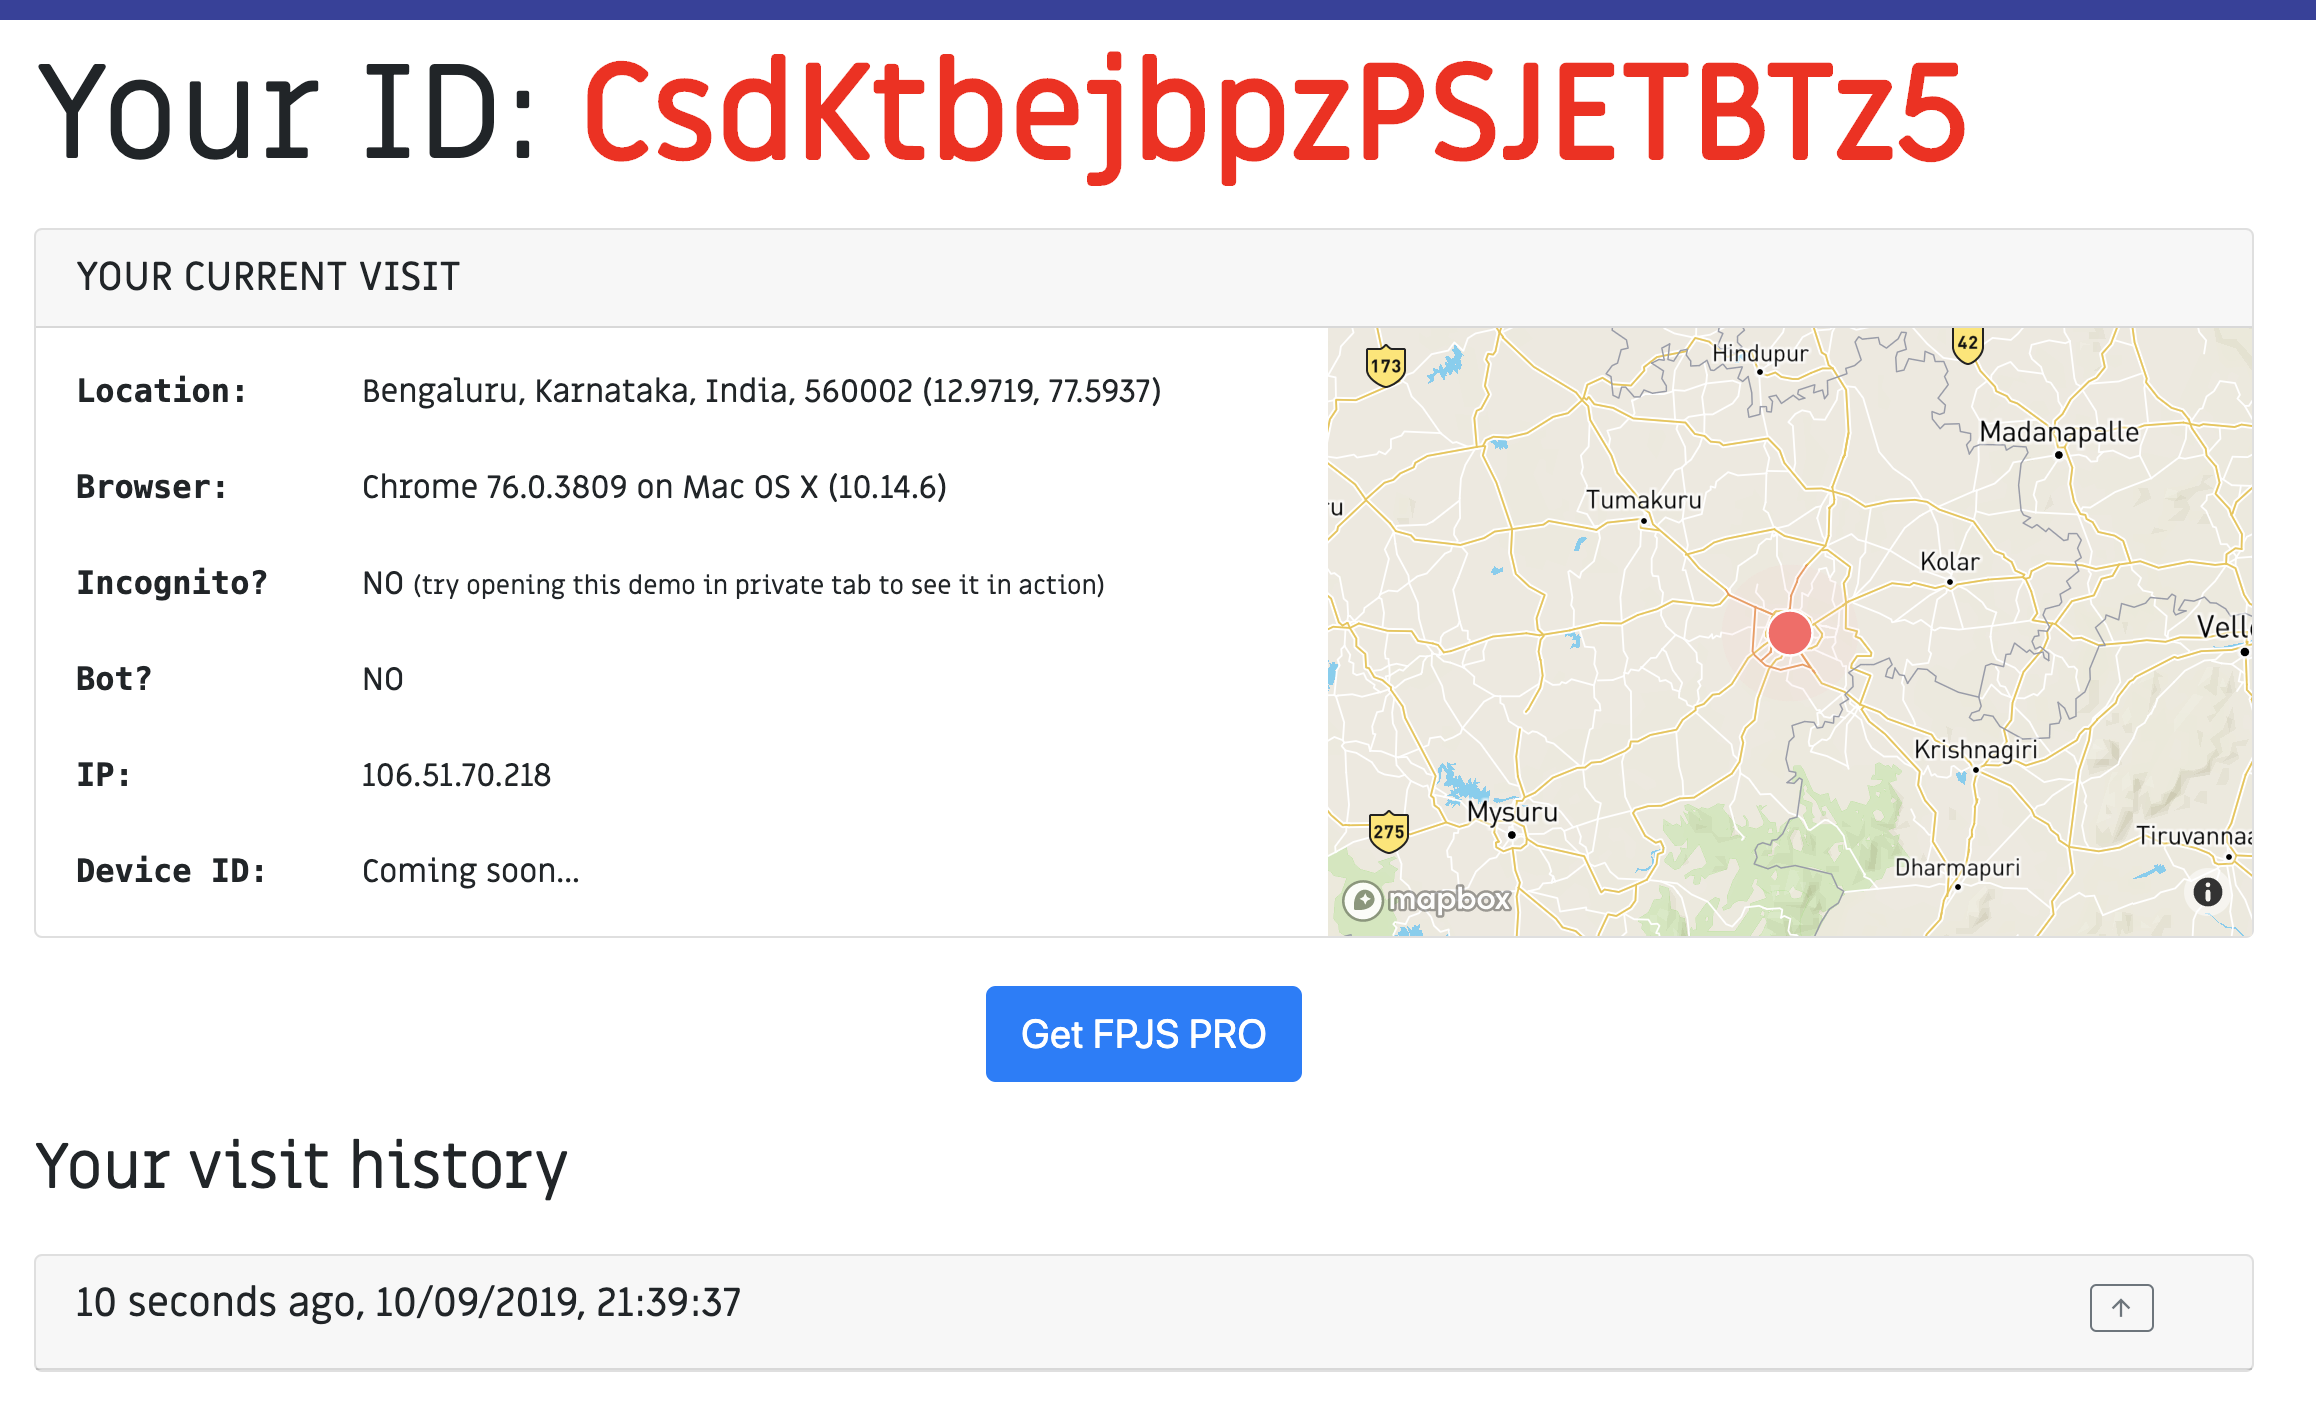 Your ID: CsdKtbejbpzPSJETBTz5
YOUR CURRENT VISIT
Location: Bengaluru, Karnataka, India, 560002 (12.9719, 77.5937)
Browser: Chrome 76.0.3809 on Mac OS X (10.14.6)
Incognito? NO (try opening this demo in private tab to see it in action)
Bot? NO
IP: 106.51.70.218
Device ID: Coming soon...
173
Hindupur
42
Madanapalle
Tumakuru
ru
Kolar
Vell
Krishnagiri
Mysuru
275
Tiruvannaa
Dharmapuri
mapbox
Get FPJS PRO
Your visit history
10 seconds ago, 10/09/2019, 21:39:37